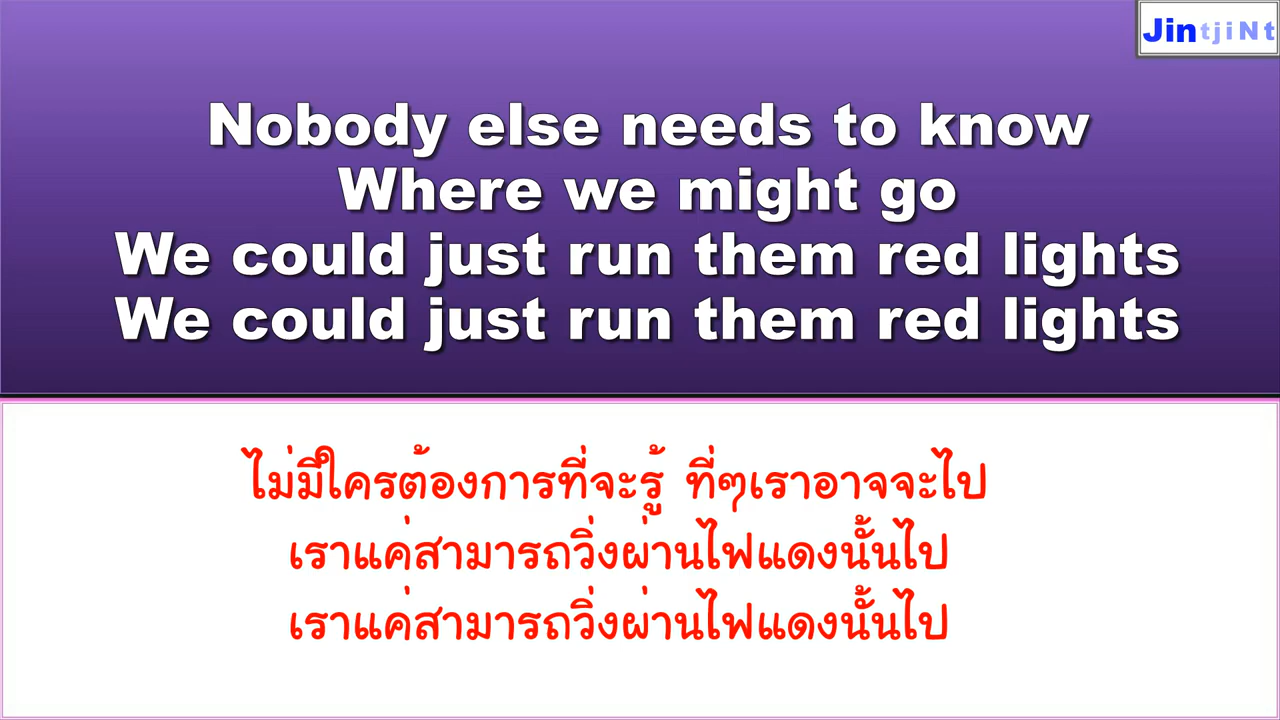 JintjiNt
Nobody else needs to know
Where we might go
We could just run them red lights
We could just run them red lights
ไม่มีใครต้องการที่จะรู้ ที่ๆเราอาจจะไป
เราแค่สามารถวิ่งผ่านไฟแดงนั้นไป
เราแค่สามารถวิ่งผ่านไฟแดงนั้นไป